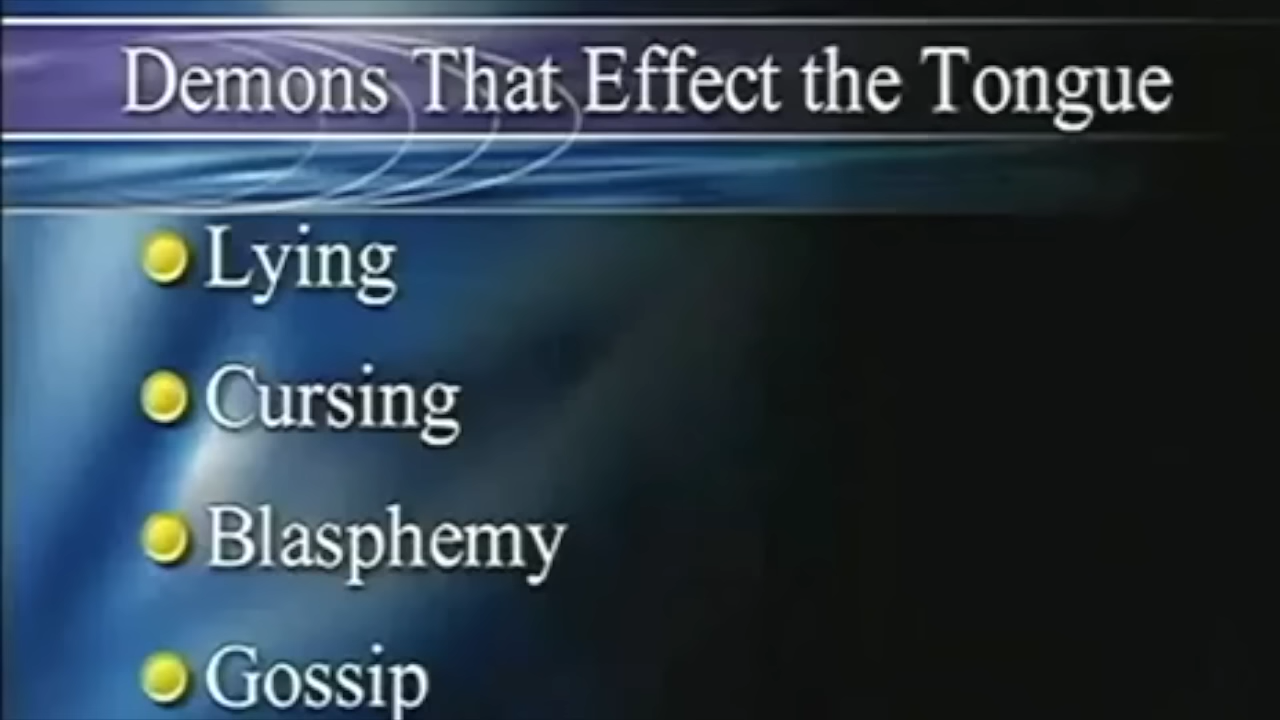 Demons That Effect the Tongue
Lying
Cursing
Blasphemy
Gossip